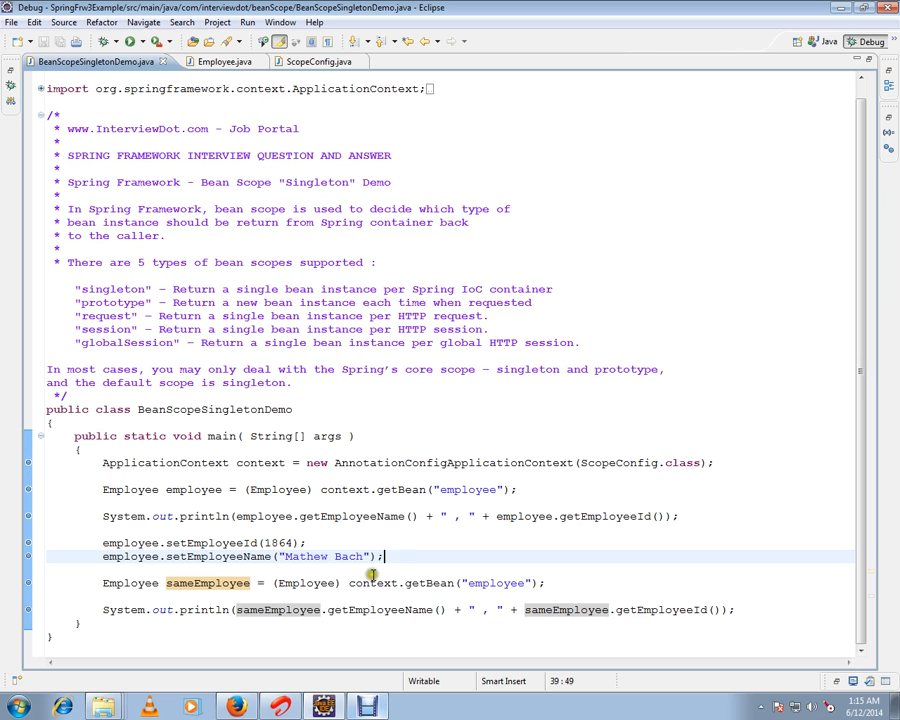 Debug - SpringFrw3Example/src/main/java/com/interviewdot/beanScope/BeanScopeSingletonDemo.java - Eclipse
File Edit Source Refactor Navigate Search Project Run Window Help
Java Debug
BeanScopeSingletonDemo.java Employee.java ScopeConfig.java
import org.springframework.context.ApplicationContext;
/*
* www.InterviewDot.com - Job Portal
*
* SPRING FRAMEWORK INTERVIEW QUESTION AND ANSWER
*
* Spring Framework - Bean Scope "Singleton" Demo
*
* In Spring Framework, bean scope is used to decide which type of
* bean instance should be return from Spring container back
* to the caller.
*
* There are 5 types of bean scopes supported :
"singleton" – Return a single bean instance per Spring IoC container
"prototype" – Return a new bean instance each time when requested
"request" – Return a single bean instance per HTTP request.
"session" – Return a single bean instance per HTTP session.
"globalSession" – Return a single bean instance per global HTTP session.
In most cases, you may only deal with the Spring's core scope – singleton and prototype,
and the default scope is singleton.
*/
public class BeanScopeSingletonDemo
{
public static void main( String[] args )
{
ApplicationContext context = new AnnotationConfigApplicationContext(ScopeConfig.class);
Employee employee = (Employee) context.getBean("employee");
System.out.println(employee.getEmployeeName() + " , " + employee.getEmployeeId());
employee.setEmployeeId(1864);
employee.setEmployeeName("Mathew Bach");
Employee sameEmployee = (Employee) context.getBean("employee");
System.out.println(sameEmployee.getEmployeeName() + " , " + sameEmployee.getEmployeeId());
}
}
Writable Smart Insert 39 : 49
1:15 AM
6/12/2014